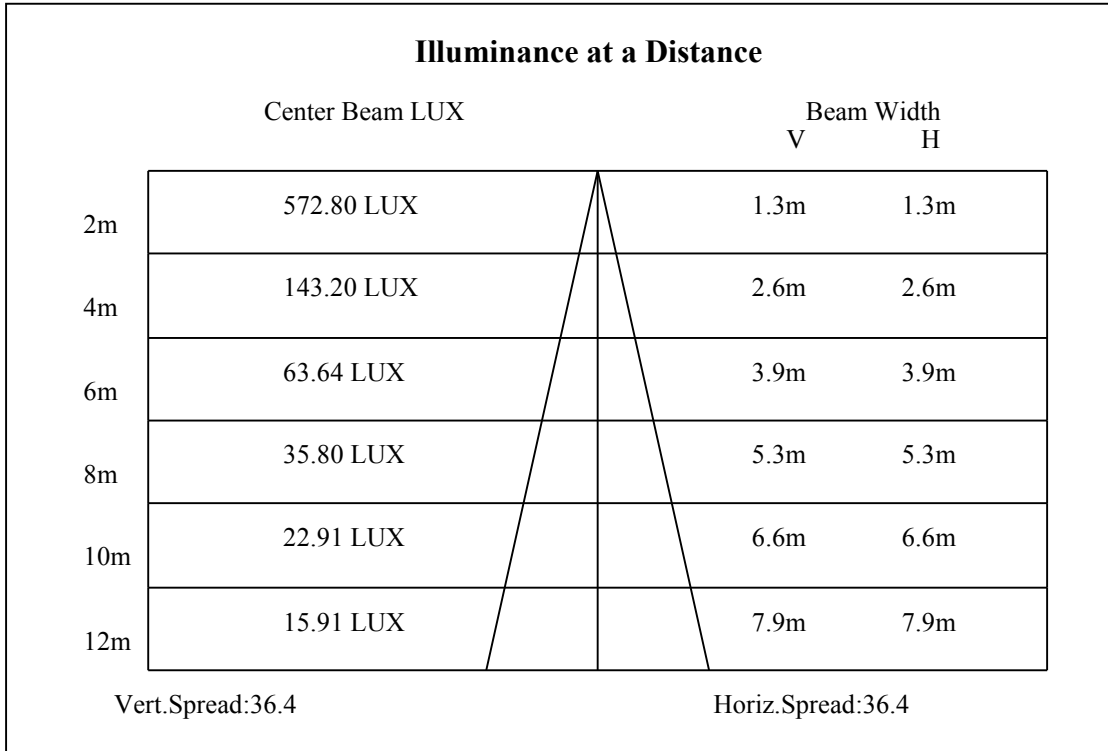 Illuminance at a Distance
Center Beam LUX Beam Width
V H
2m 572.80 LUX 1.3m 1.3m
4m 143.20 LUX 2.6m 2.6m
6m 63.64 LUX 3.9m 3.9m
8m 35.80 LUX 5.3m 5.3m
10m 22.91 LUX 6.6m 6.6m
12m 15.91 LUX 7.9m 7.9m
Vert.Spread:36.4 Horiz.Spread:36.4